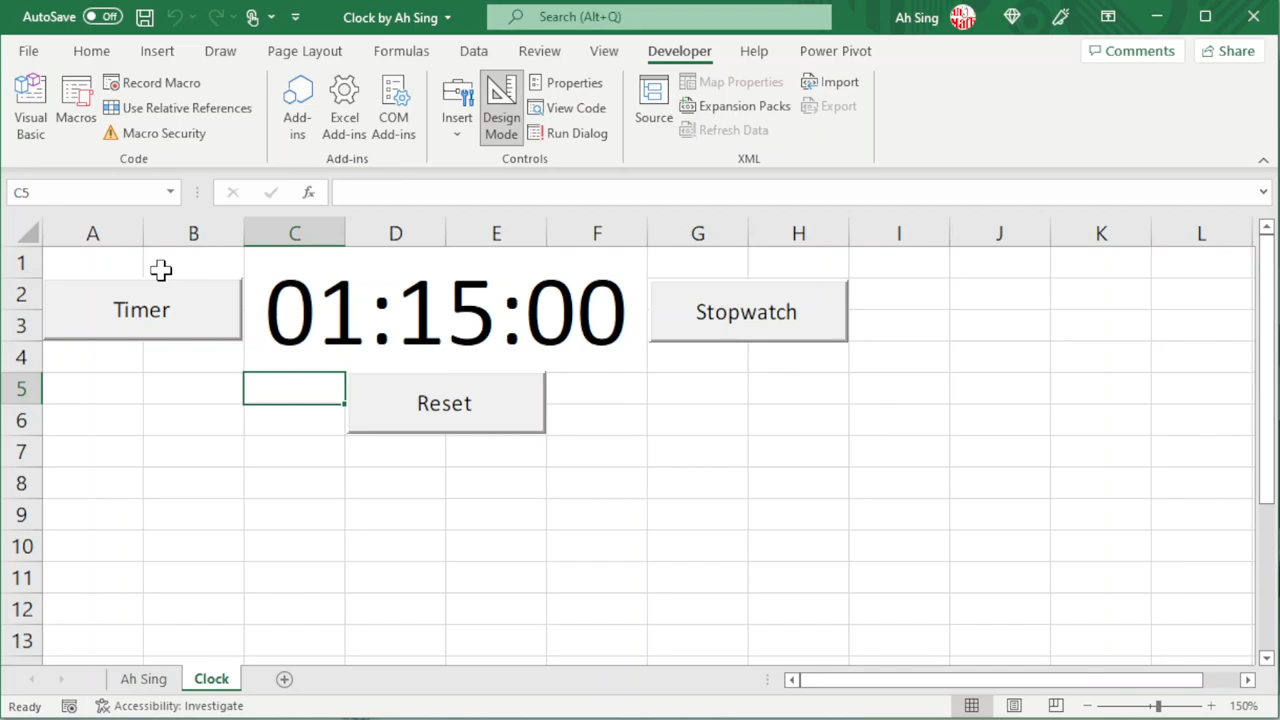 AutoSave Off Clock by Ah Sing Search (Alt+Q) Ah Sing
File Home Insert Draw Page Layout Formulas Data Review View Developer Help Power Pivot Comments Share
Visual Basic
Macros
Record Macro
Use Relative References
Macro Security
Code
Add-ins
Excel Add-ins
COM Add-ins
Add-ins
Insert
Design Mode
Properties
View Code
Run Dialog
Controls
Source
Map Properties
Expansion Packs
Refresh Data
Import
Export
XML
C5 fx
A B C D E F G H I J K L
1
2
3
4
5
6
7
8
9
10
11
12
13
Timer
01:15:00
Stopwatch
Reset
Ah Sing Clock
Ready Accessibility: Investigate 150%